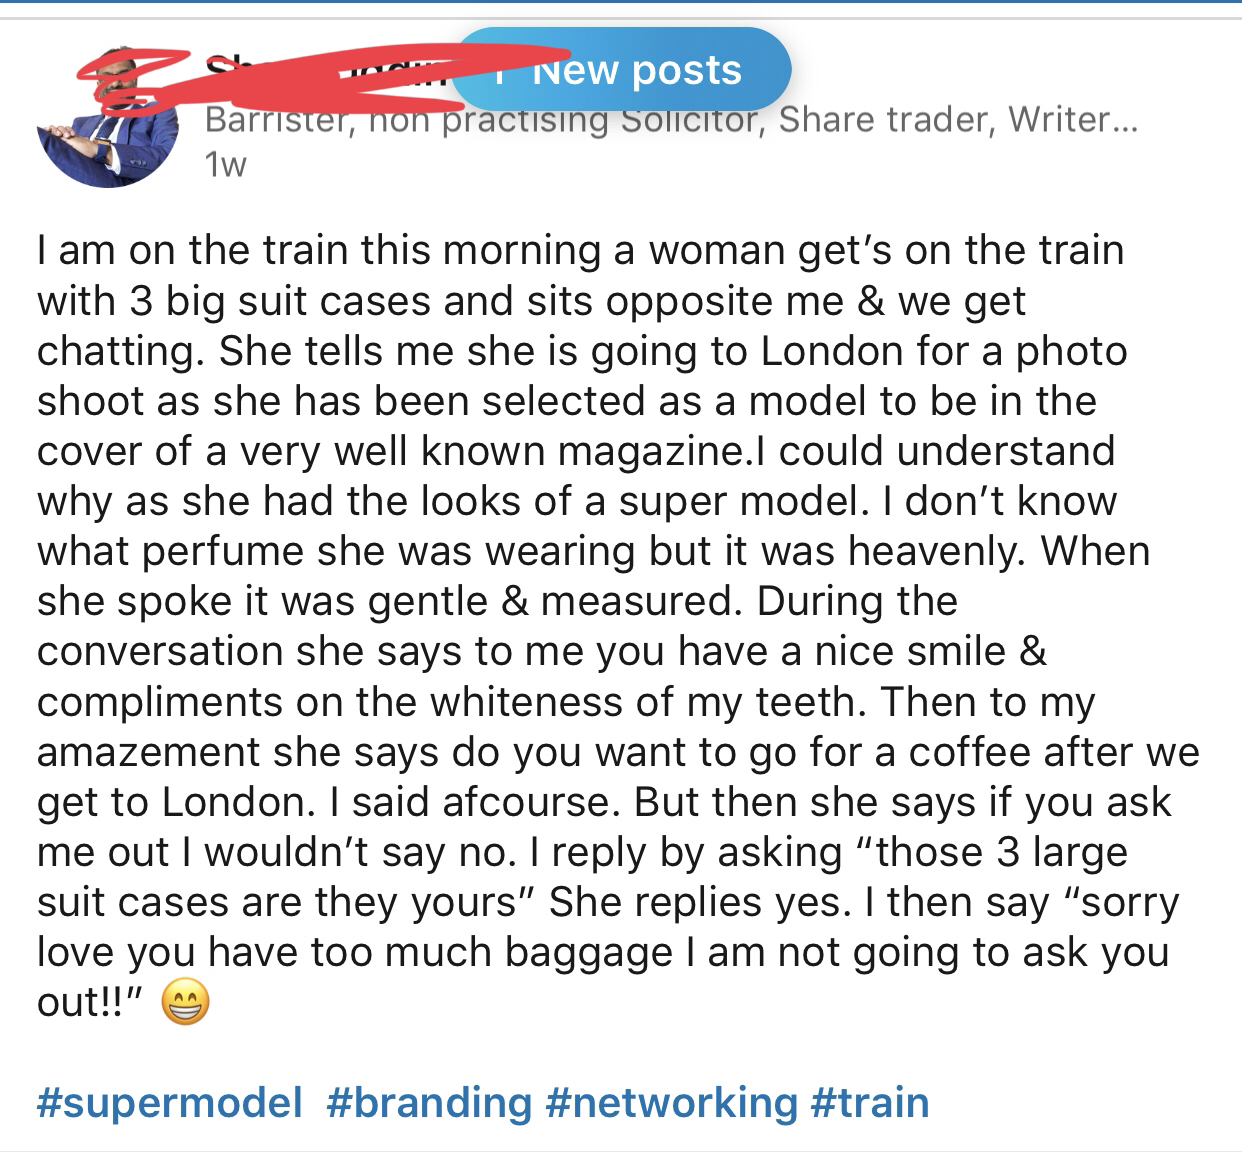 New posts
Barrister, non practising Solicitor, Share trader, Writer...
1w
I am on the train this morning a woman get’s on the train
with 3 big suit cases and sits opposite me & we get
chatting. She tells me she is going to London for a photo
shoot as she has been selected as a model to be in the
cover of a very well known magazine.I could understand
why as she had the looks of a super model. I don’t know
what perfume she was wearing but it was heavenly. When
she spoke it was gentle & measured. During the
conversation she says to me you have a nice smile &
compliments on the whiteness of my teeth. Then to my
amazement she says do you want to go for a coffee after we
get to London. I said afcourse. But then she says if you ask
me out I wouldn’t say no. I reply by asking “those 3 large
suit cases are they yours” She replies yes. I then say “sorry
love you have too much baggage I am not going to ask you
out!!” 😁
#supermodel #branding #networking #train